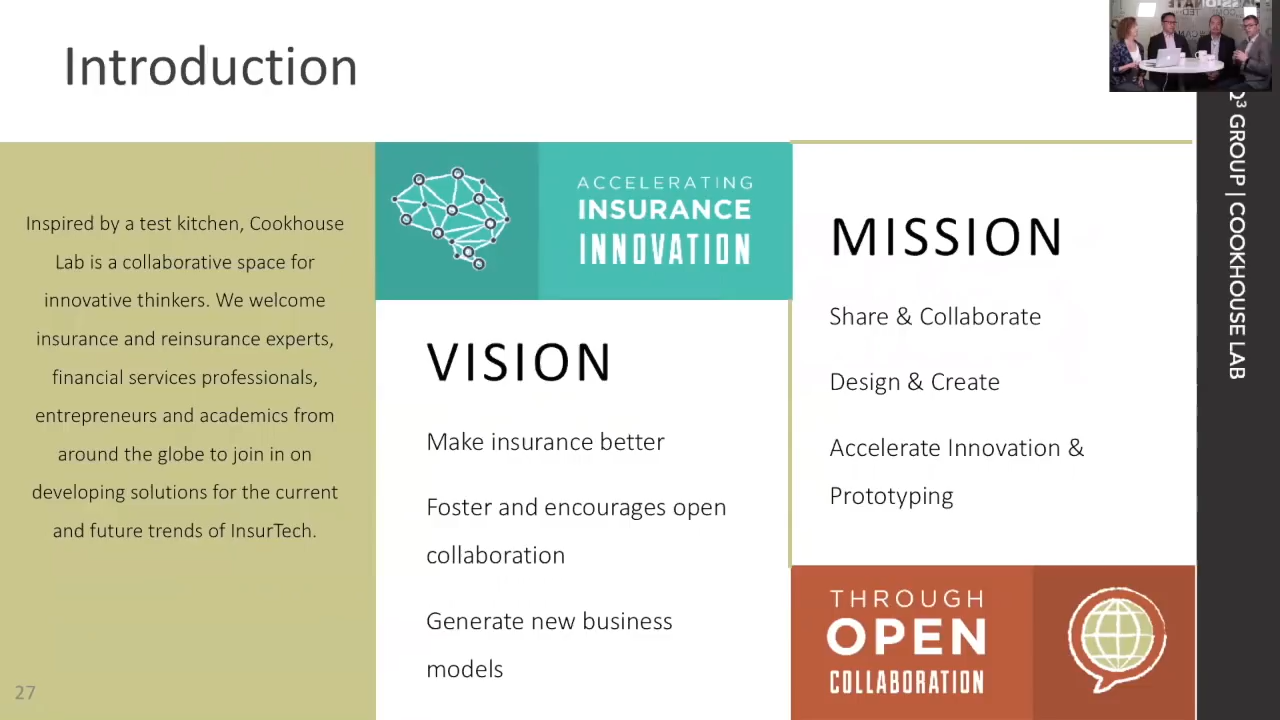 Introduction
Inspired by a test kitchen, Cookhouse
Lab is a collaborative space for
innovative thinkers. We welcome
insurance and reinsurance experts,
financial services professionals,
entrepreneurs and academics from
around the globe to join in on
developing solutions for the current
and future trends of InsurTech.
27
ACCELERATING
INSURANCE
INNOVATION
VISION
Make insurance better
Foster and encourages open
collaboration
Generate new business
models
MISSION
Share & Collaborate
Design & Create
Accelerate Innovation &
Prototyping
THROUGH
OPEN
COLLABORATION
Q³ GROUP | COOKHOUSE LAB